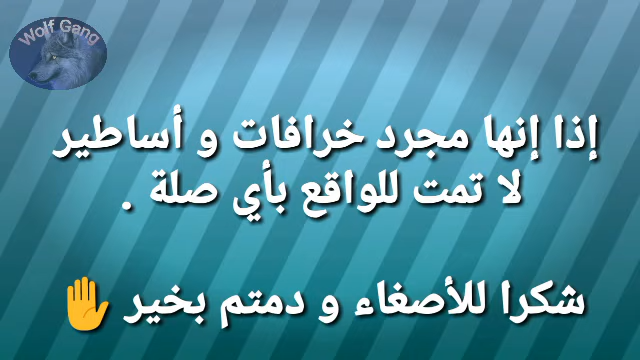 Wolf Gang
إذا إنها مجرد خرافات و أساطير
لا تمت للواقع بأي صلة .
شكرا للأصغاء و دمتم بخير ✋